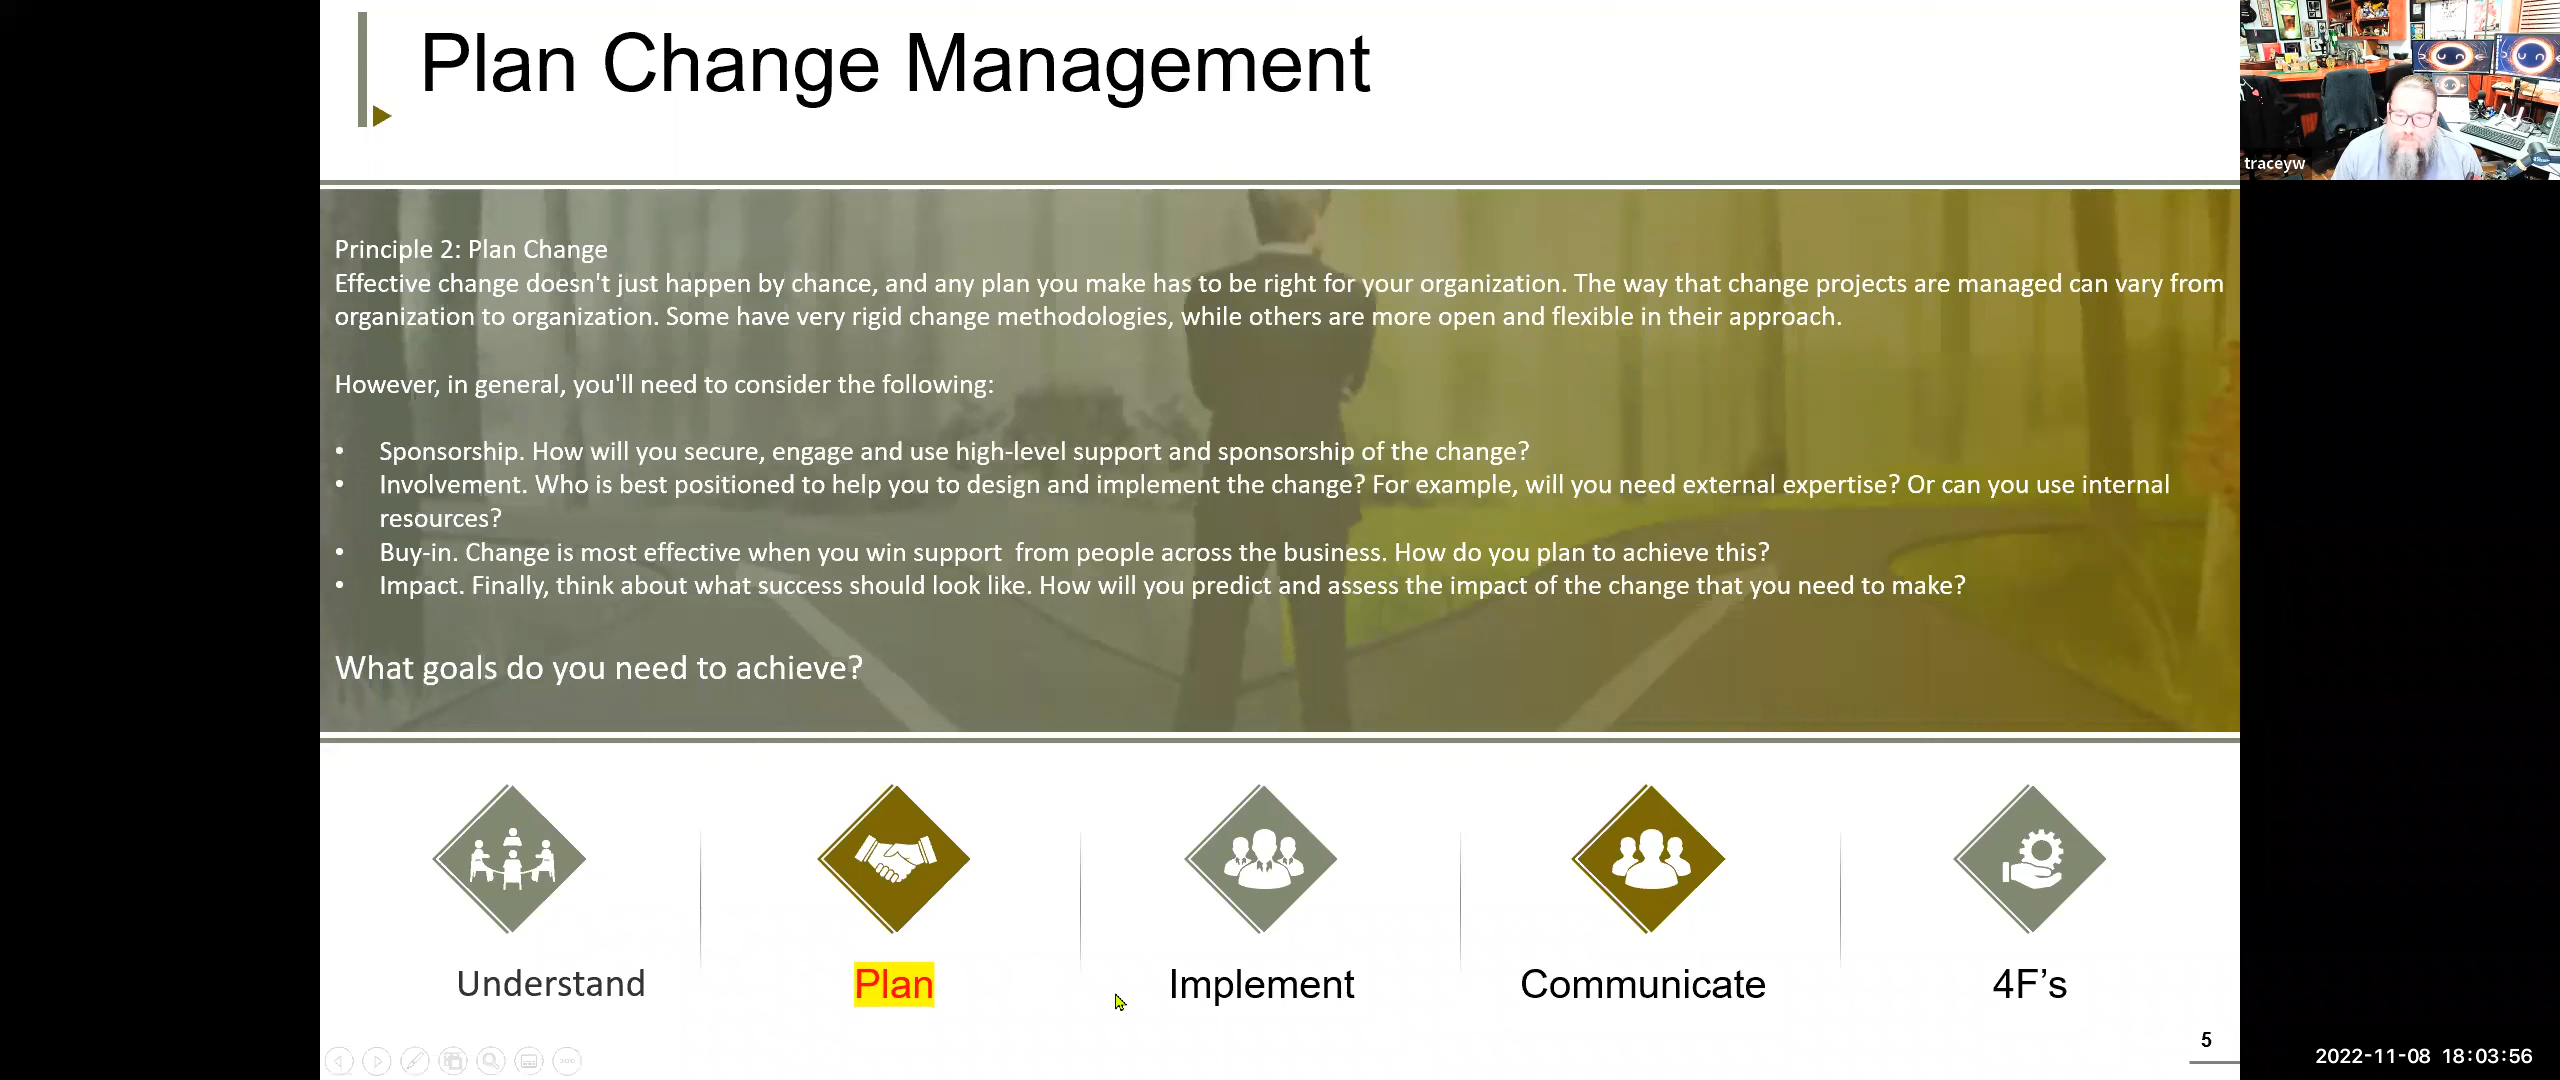 Plan Change Management
traceyw
Principle 2: Plan Change
Effective change doesn't just happen by chance, and any plan you make has to be right for your organization. The way that change projects are managed can vary from
organization to organization. Some have very rigid change methodologies, while others are more open and flexible in their approach.
However, in general, you'll need to consider the following:
• Sponsorship. How will you secure, engage and use high-level support and sponsorship of the change?
• Involvement. Who is best positioned to help you to design and implement the change? For example, will you need external expertise? Or can you use internal
resources?
• Buy-in. Change is most effective when you win support  from people across the business. How do you plan to achieve this?
• Impact. Finally, think about what success should look like. How will you predict and assess the impact of the change that you need to make?
What goals do you need to achieve?
Understand
Plan
Implement
Communicate
4F’s
5
2022-11-08 18:03:56